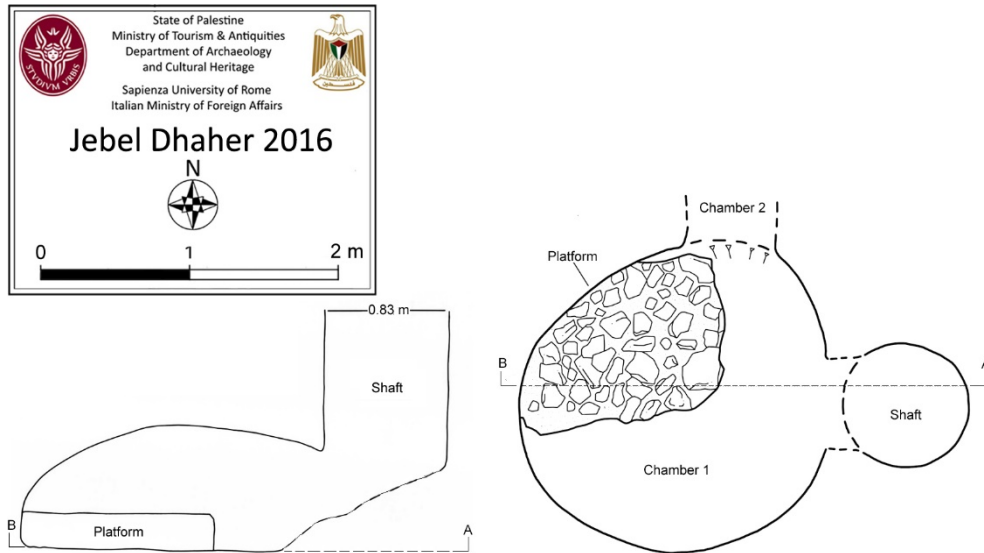 State of Palestine
Ministry of Tourism & Antiquities
Department of Archaeology
and Cultural Heritage
Sapienza University of Rome
Italian Ministry of Foreign Affairs
STVDIVM VRBIS
Jebel Dhaher 2016
N
0 1 2 m
0.83 m
Shaft
Platform
B
A
Chamber 2
Platform
B
A
Shaft
Chamber 1